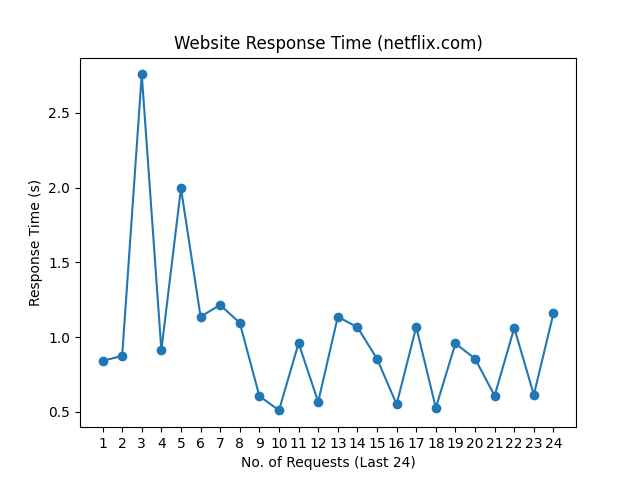 Website Response Time (netflix.com)
Response Time (s)
2.5
2.0
1.5
1.0
0.5
1 2 3 4 5 6 7 8 9 10 11 12 13 14 15 16 17 18 19 20 21 22 23 24
No. of Requests (Last 24)